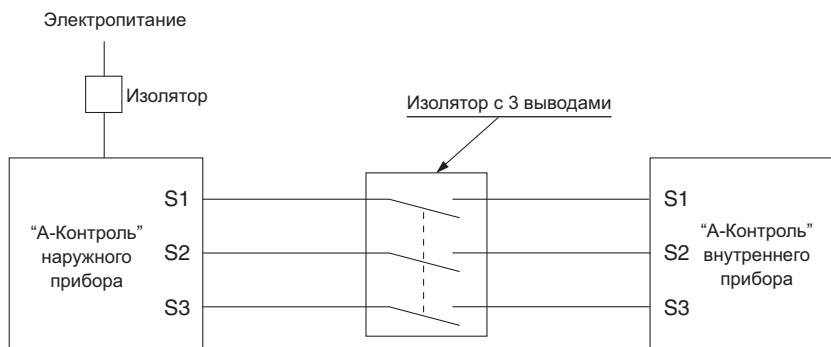 Электропитание
Изолятор
Изолятор с 3 выводами
“А-Контроль”
наружного
прибора
S1
S2
S3
S1
S2
S3
“А-Контроль”
внутреннего
прибора